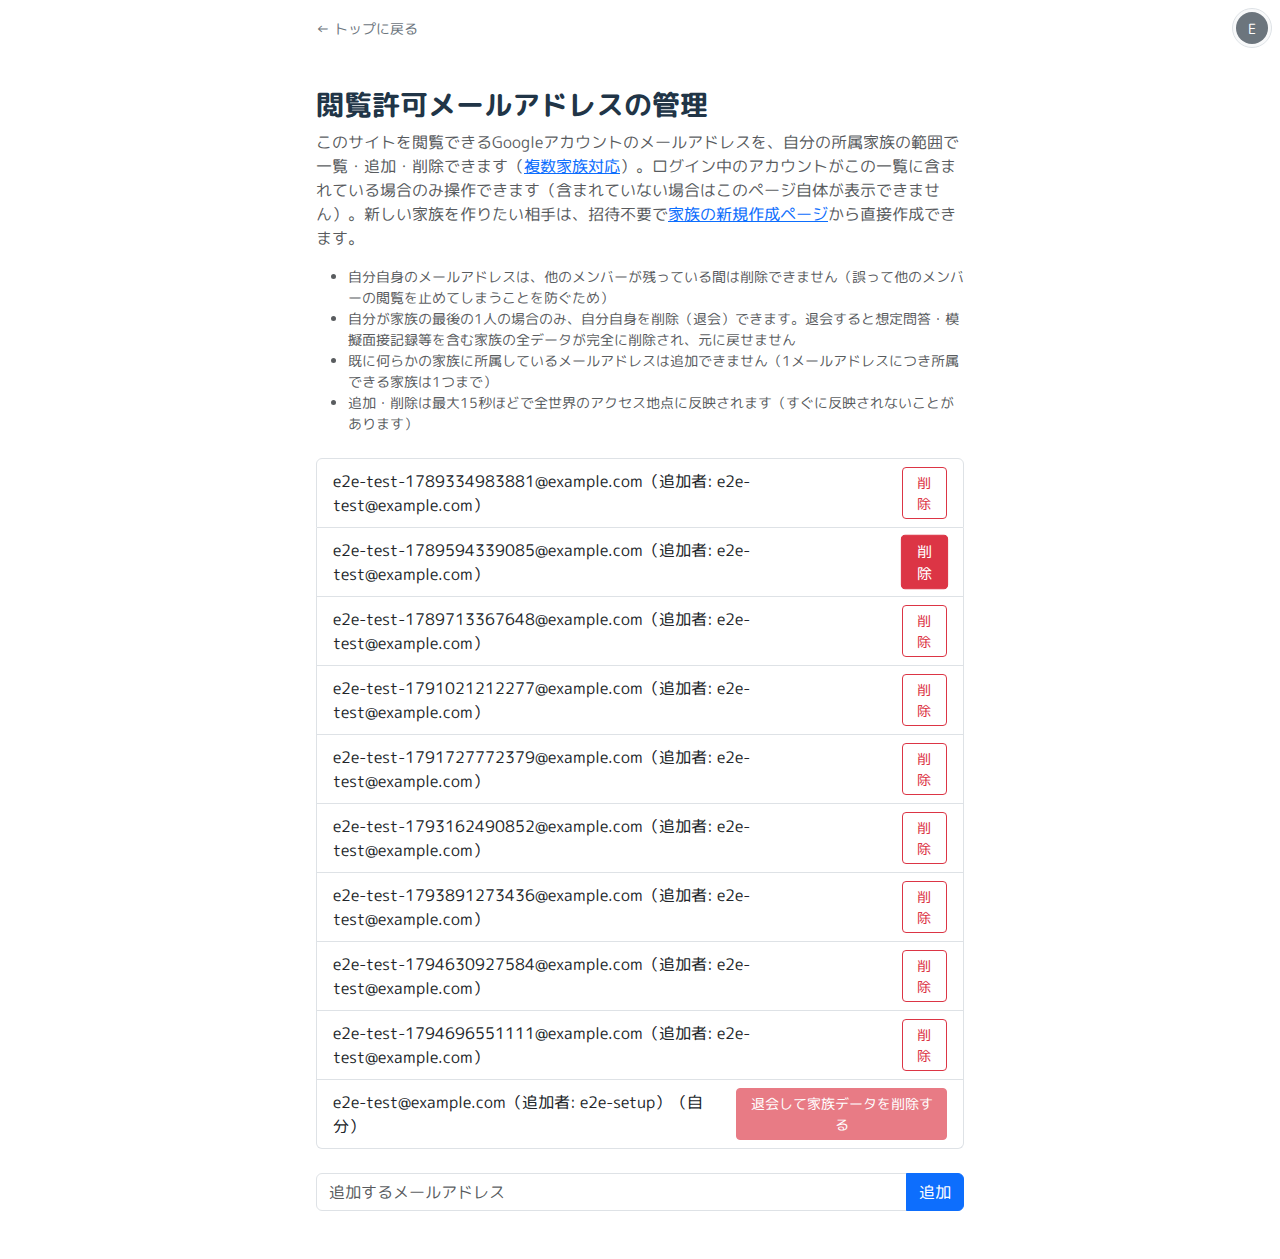 ← トップに戻る
E
閲覧許可メールアドレスの管理
このサイトを閲覧できるGoogleアカウントのメールアドレスを、自分の所属家族の範囲で
一覧・追加・削除できます（複数家族対応）。ログイン中のアカウントがこの一覧に含ま
れている場合のみ操作できます（含まれていない場合はこのページ自体が表示できませ
ん）。新しい家族を作りたい相手は、招待不要で家族の新規作成ページから直接作成でき
ます。
• 自分自身のメールアドレスは、他のメンバーが残っている間は削除できません（誤って他のメンバ
ーの閲覧を止めてしまうことを防ぐため）
• 自分が家族の最後の1人の場合のみ、自分自身を削除（退会）できます。退会すると想定問答・模
擬面接記録等を含む家族の全データが完全に削除され、元に戻せません
• 既に何らかの家族に所属しているメールアドレスは追加できません（1メールアドレスにつき所属
できる家族は1つまで）
• 追加・削除は最大15秒ほどで全世界のアクセス地点に反映されます（すぐに反映されないことが
あります）
e2e-test-1789334983881@example.com（追加者: e2e-
test@example.com）
削
除
e2e-test-1789594339085@example.com（追加者: e2e-
test@example.com）
削
除
e2e-test-1789713367648@example.com（追加者: e2e-
test@example.com）
削
除
e2e-test-1791021212277@example.com（追加者: e2e-
test@example.com）
削
除
e2e-test-1791727772379@example.com（追加者: e2e-
test@example.com）
削
除
e2e-test-1793162490852@example.com（追加者: e2e-
test@example.com）
削
除
e2e-test-1793891273436@example.com（追加者: e2e-
test@example.com）
削
除
e2e-test-1794630927584@example.com（追加者: e2e-
test@example.com）
削
除
e2e-test-1794696551111@example.com（追加者: e2e-
test@example.com）
削
除
e2e-test@example.com（追加者: e2e-setup）（自
分）
退会して家族データを削除す
る
追加するメールアドレス
追加